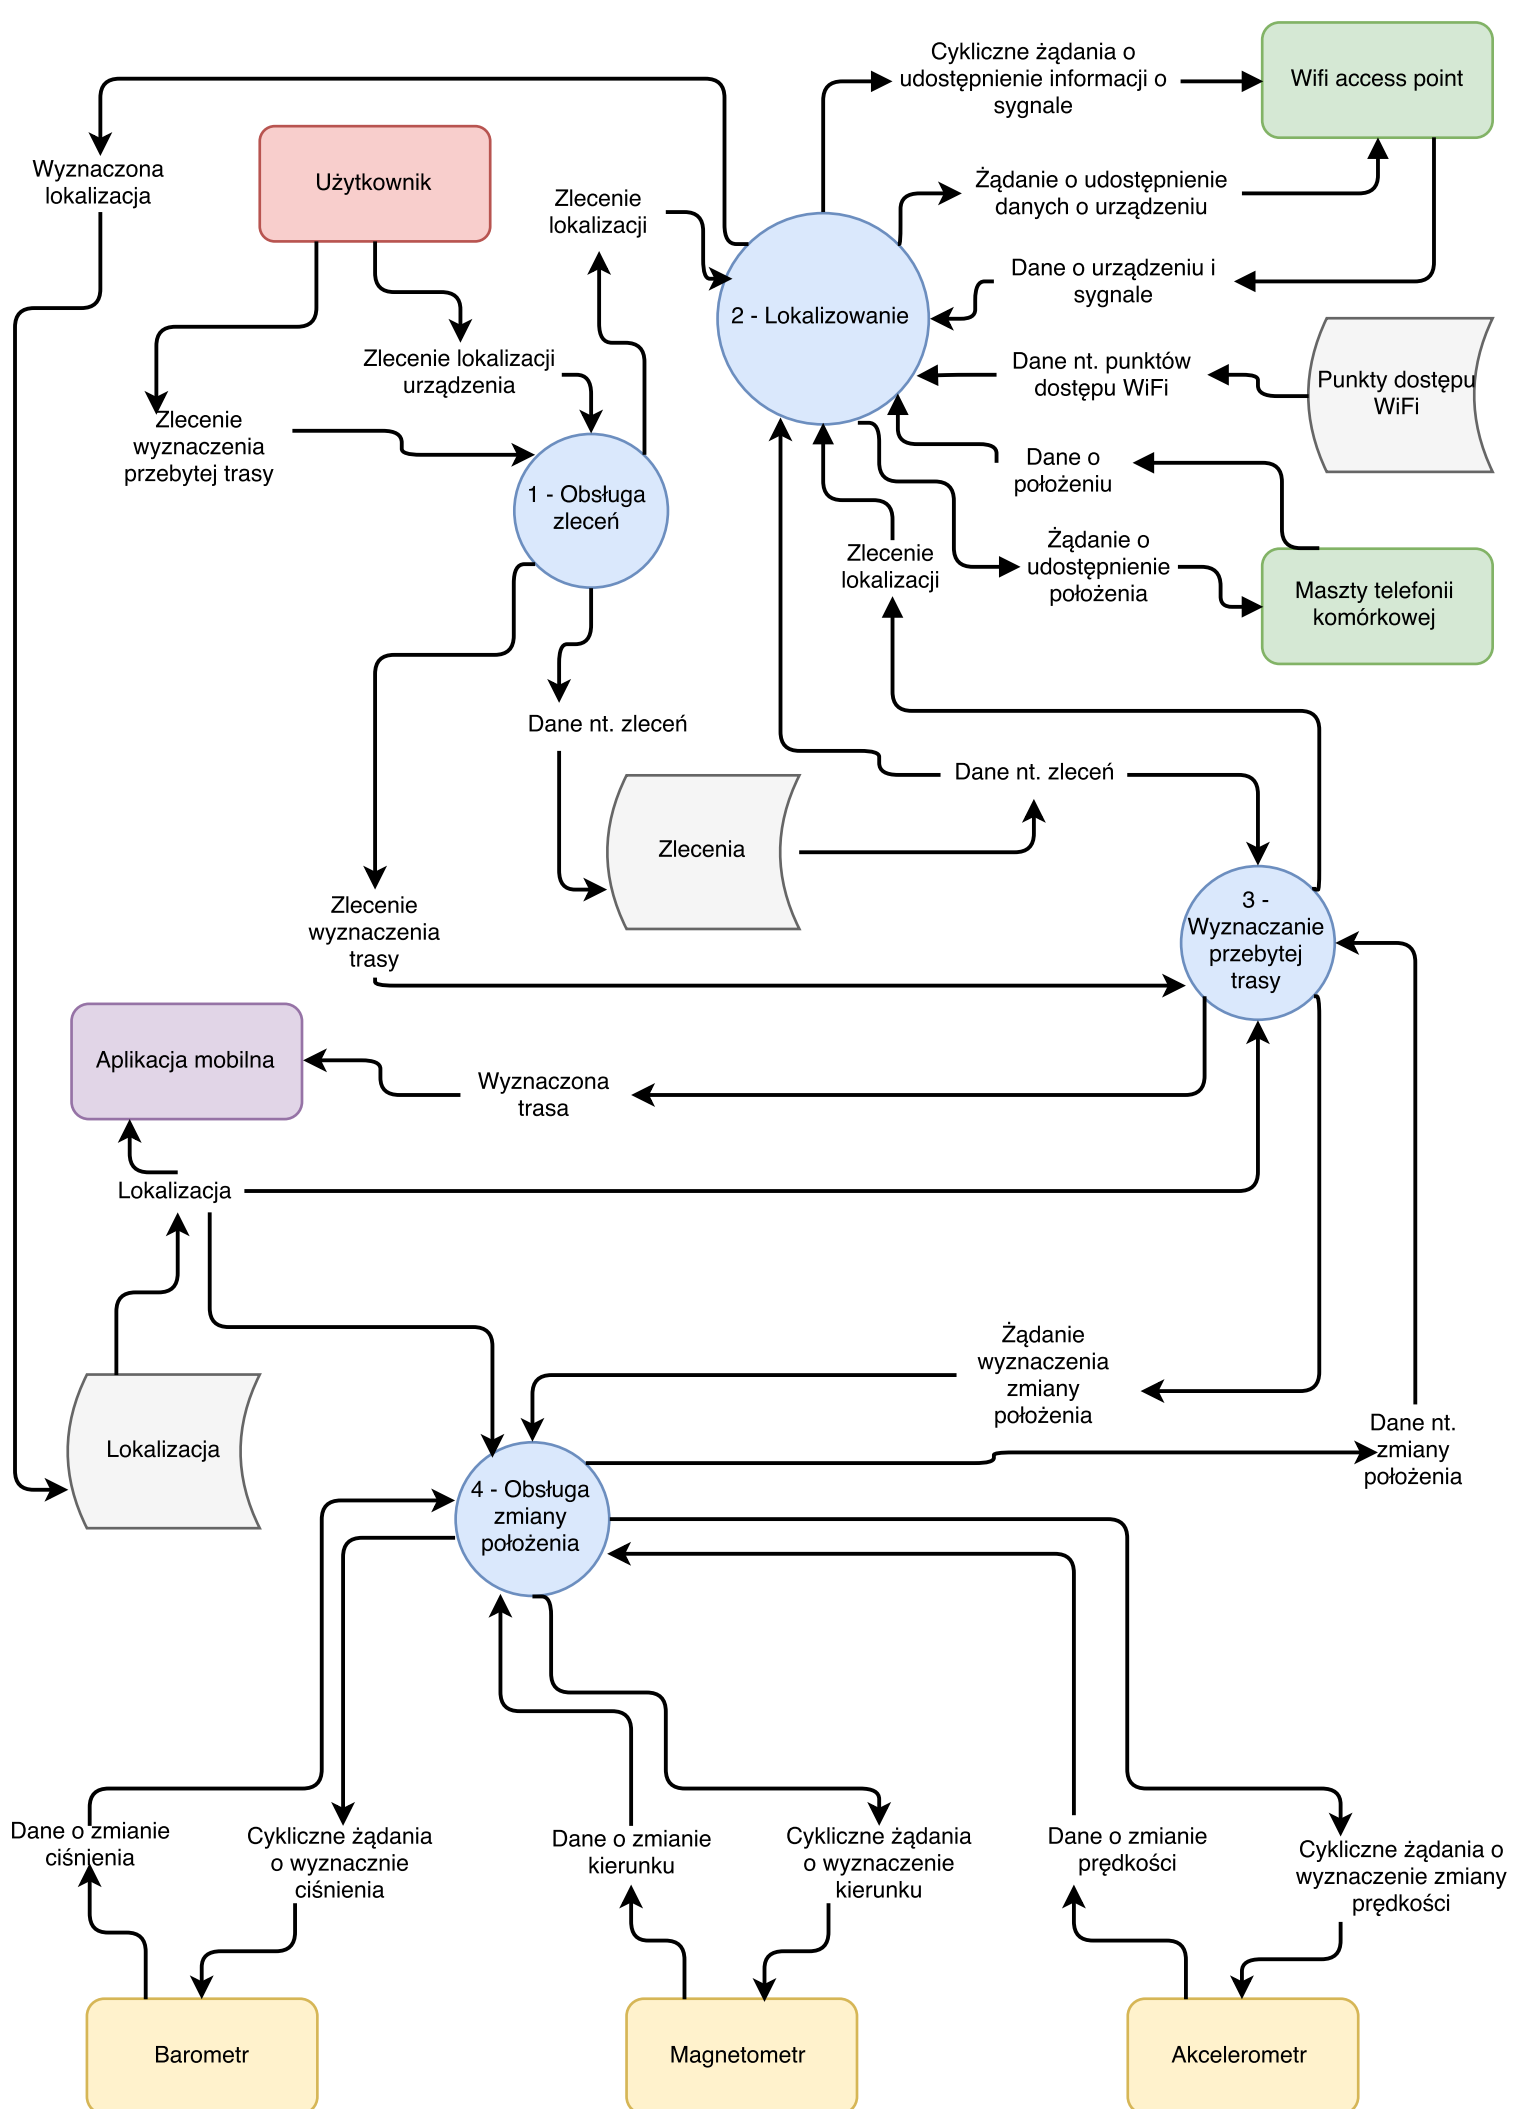 Cykliczne żądania o
udostępnienie informacji o
sygnale
Wifi access point
Wyznaczona
lokalizacja
Użytkownik
Zlecenie
lokalizacji
Żądanie o udostępnienie
danych o urządzeniu
Dane o urządzeniu i
sygnale
2 - Lokalizowanie
Zlecenie lokalizacji
urządzenia
Dane nt. punktów
dostępu WiFi
Punkty dostępu
WiFi
Zlecenie
wyznaczenia
przebytej trasy
Dane o
położeniu
1 - Obsługa
zleceń
Zlecenie
lokalizacji
Żądanie o
udostępnienie
położenia
Maszty telefonii
komórkowej
Dane nt. zleceń
Dane nt. zleceń
Zlecenia
Zlecenie
wyznaczenia
trasy
3 -
Wyznaczanie
przebytej
trasy
Aplikacja mobilna
Wyznaczona
trasa
Lokalizacja
Żądanie
wyznaczenia
zmiany
położenia
Lokalizacja
Dane nt.
zmiany
położenia
4 - Obsługa
zmiany
położenia
Dane o zmianie
ciśnienia
Cykliczne żądania
o wyznacznie
ciśnienia
Dane o zmianie
kierunku
Cykliczne żądania
o wyznaczenie
kierunku
Dane o zmianie
prędkości
Cykliczne żądania o
wyznaczenie zmiany
prędkości
Barometr
Magnetometr
Akcelerometr